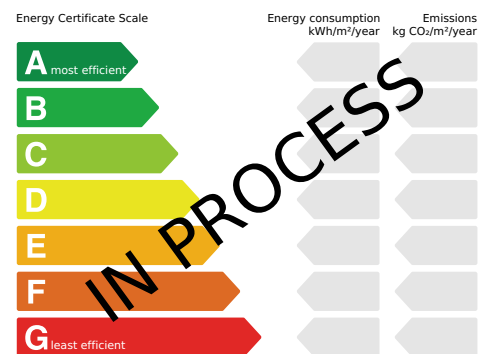 Energy Certificate Scale
Energy consumption
kWh/m²/year
Emissions
kg CO₂/m²/year
A most efficient
B
C
D
E
F
G least efficient
IN PROCESS